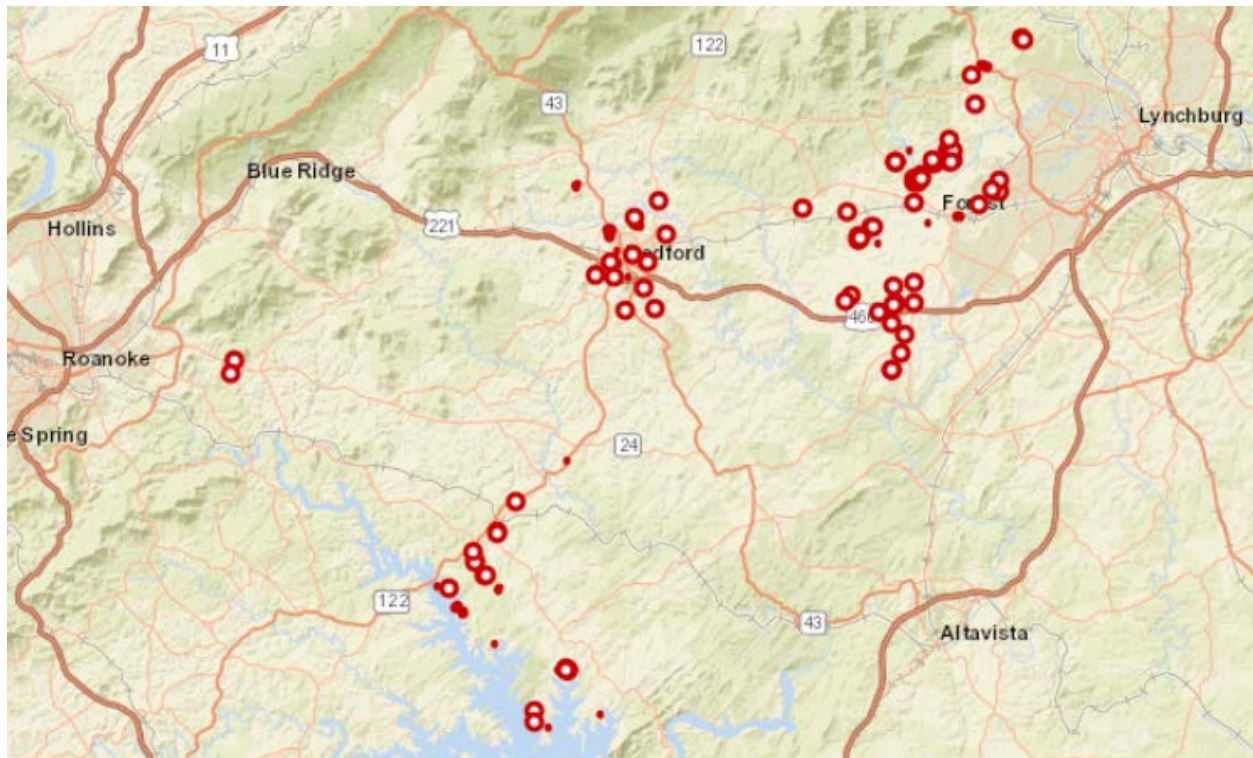 11
122
43
Lynchburg
Blue Ridge
Hollins
221
Bedford
Forest
460
Roanoke
e Spring
24
122
43
Altavista